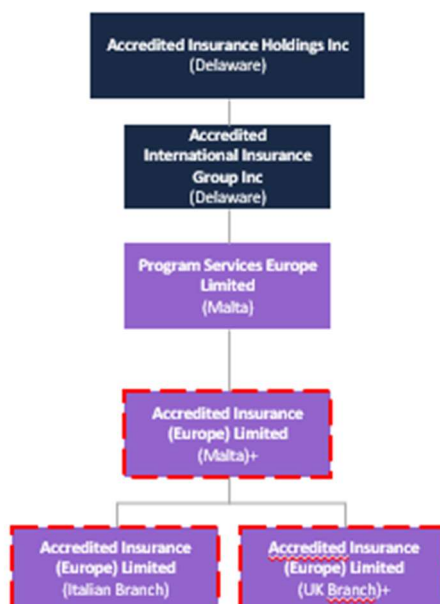 Accredited Insurance Holdings Inc
(Delaware)
Accredited
International Insurance
Group Inc
(Delaware)
Program Services Europe
Limited
(Malta)
Accredited Insurance
(Europe) Limited
(Malta)+
Accredited Insurance
(Europe) Limited
(Italian Branch)
Accredited Insurance
(Europe) Limited
(UK Branch)+